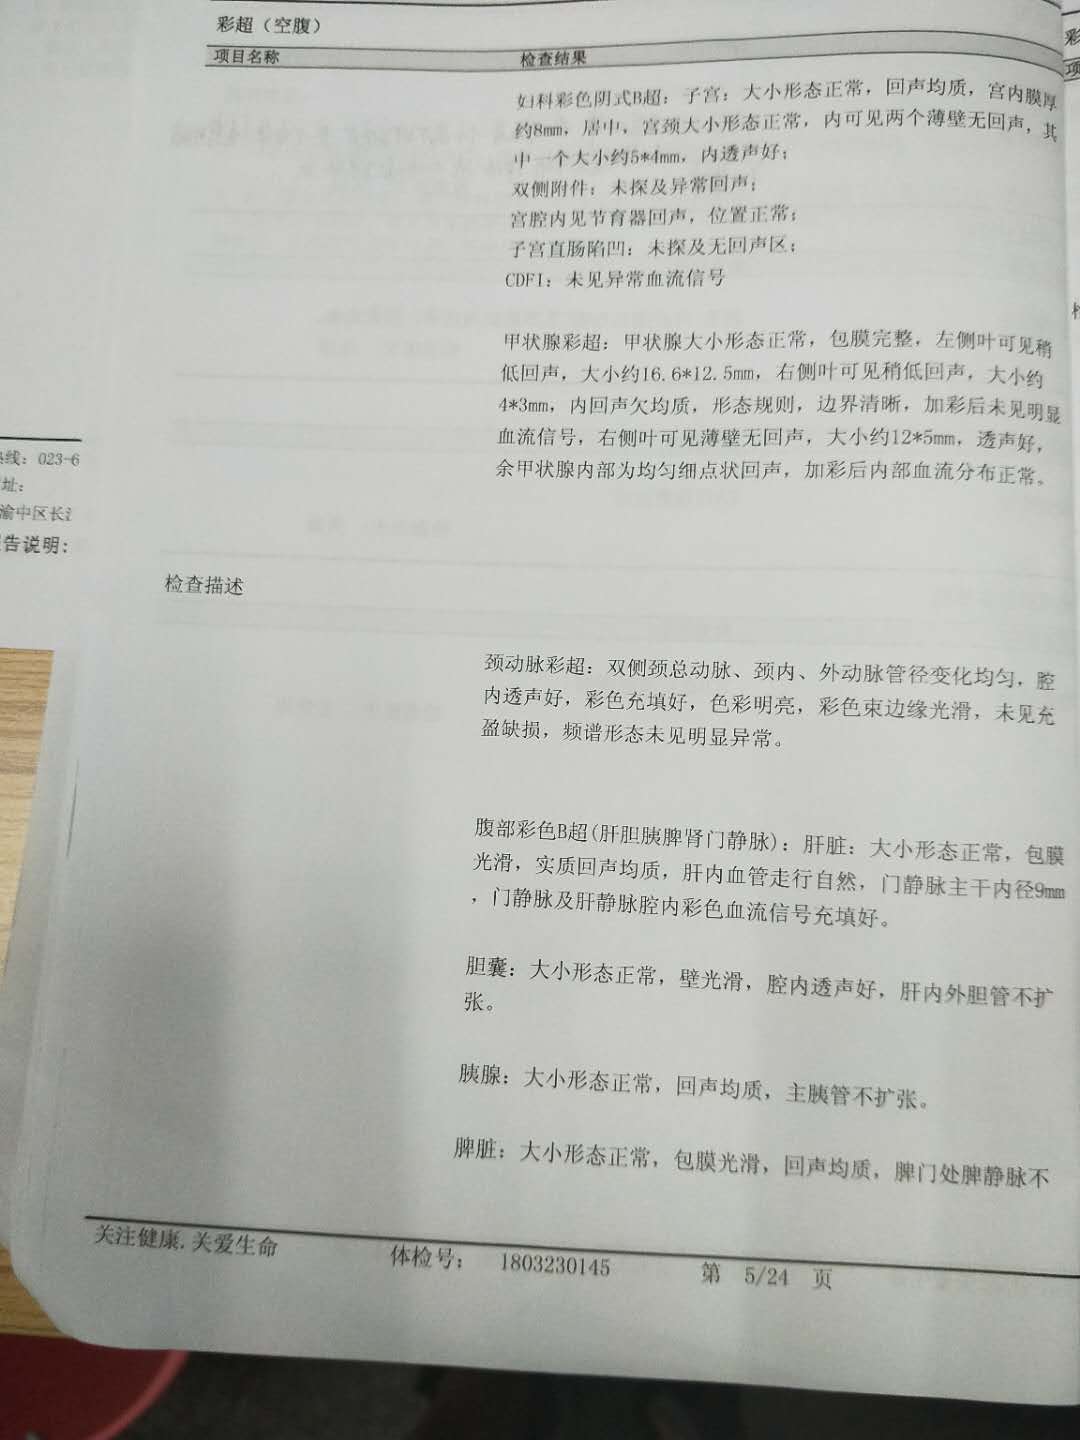 彩超（空腹）
项目名称 检查结果
妇科彩色阴式B超：子宫：大小形态正常，回声均质，宫内膜厚
约8mm，居中，宫颈大小形态正常，内可见两个薄壁无回声，其
中一个大小约5*4mm，内透声好；
双侧附件：未探及异常回声；
宫腔内见节育器回声，位置正常；
子宫直肠陷凹：未探及无回声区；
CDFI：未见异常血流信号
甲状腺彩超：甲状腺大小形态正常，包膜完整，左侧叶可见稍
低回声，大小约16.6*12.5mm，右侧叶可见稍低回声，大小约
4*3mm，内回声欠均质，形态规则，边界清晰，加彩后未见明显
血流信号，右侧叶可见薄壁无回声，大小约12*5mm，透声好，
余甲状腺内部为均匀细点状回声，加彩后内部血流分布正常。
线：023-6
址：
渝中区长
告说明：
检查描述
颈动脉彩超：双侧颈总动脉、颈内、外动脉管径变化均匀，腔
内透声好，彩色充填好，色彩明亮，彩色束边缘光滑，未见充
盈缺损，频谱形态未见明显异常。
腹部彩色B超(肝胆胰脾肾门静脉)：肝脏：大小形态正常，包膜
光滑，实质回声均质，肝内血管走行自然，门静脉主干内径9mm
，门静脉及肝静脉腔内彩色血流信号充填好。
胆囊：大小形态正常，壁光滑，腔内透声好，肝内外胆管不扩
张。
胰腺：大小形态正常，回声均质，主胰管不扩张。
脾脏：大小形态正常，包膜光滑，回声均质，脾门处脾静脉不
关注健康.关爱生命 体检号： 1803230145 第 5/24 页